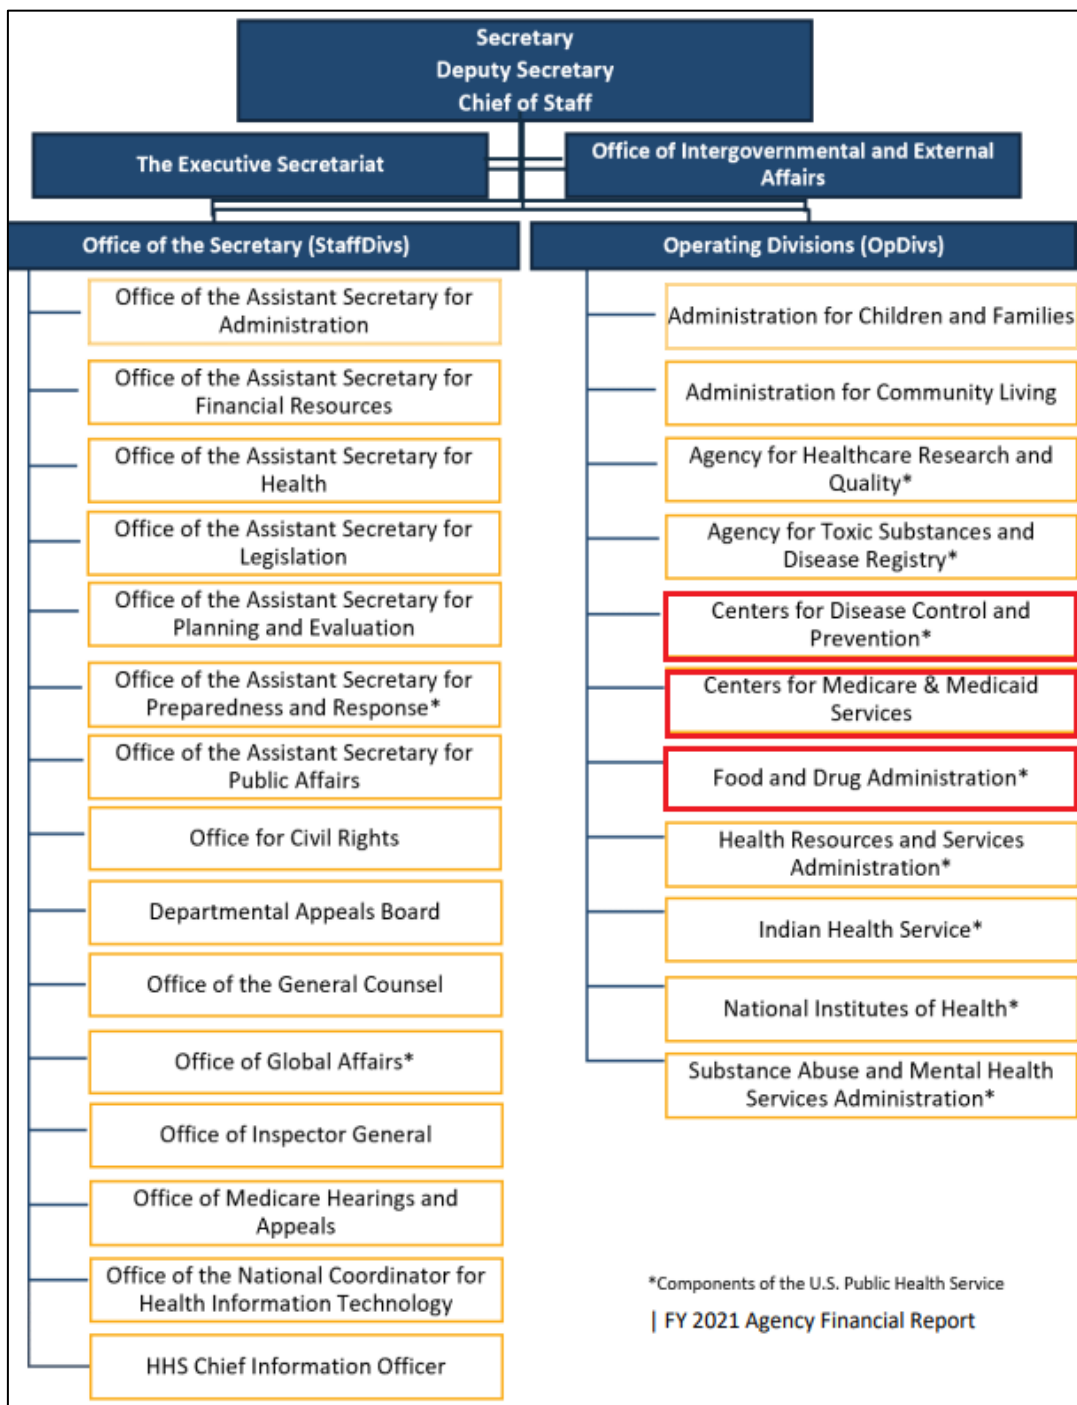 Secretary
Deputy Secretary
Chief of Staff
The Executive Secretariat
Office of Intergovernmental and External
Affairs
Office of the Secretary (StaffDivs)
Office of the Assistant Secretary for
Administration
Office of the Assistant Secretary for
Financial Resources
Office of the Assistant Secretary for
Health
Office of the Assistant Secretary for
Legislation
Office of the Assistant Secretary for
Planning and Evaluation
Office of the Assistant Secretary for
Preparedness and Response*
Office of the Assistant Secretary for
Public Affairs
Office for Civil Rights
Departmental Appeals Board
Office of the General Counsel
Office of Global Affairs*
Office of Inspector General
Office of Medicare Hearings and
Appeals
Office of the National Coordinator for
Health Information Technology
HHS Chief Information Officer
Operating Divisions (OpDivs)
Administration for Children and Families
Administration for Community Living
Agency for Healthcare Research and
Quality*
Agency for Toxic Substances and
Disease Registry*
Centers for Disease Control and
Prevention*
Centers for Medicare & Medicaid
Services
Food and Drug Administration*
Health Resources and Services
Administration*
Indian Health Service*
National Institutes of Health*
Substance Abuse and Mental Health
Services Administration*
*Components of the U.S. Public Health Service
| FY 2021 Agency Financial Report